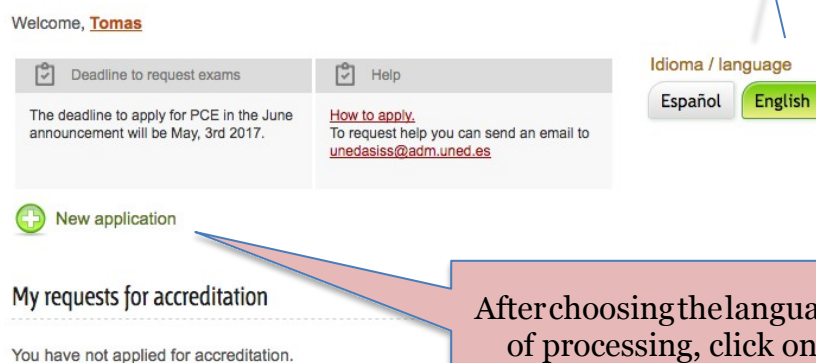 Welcome, Tomas
Idioma / language
Español English
Deadline to request exams
The deadline to apply for PCE in the June
announcement will be May, 3rd 2017.
Help
How to apply.
To request help you can send an email to
unedasiss@adm.uned.es
New application
My requests for accreditation
You have not applied for accreditation.
After choosing the
of processing, click on